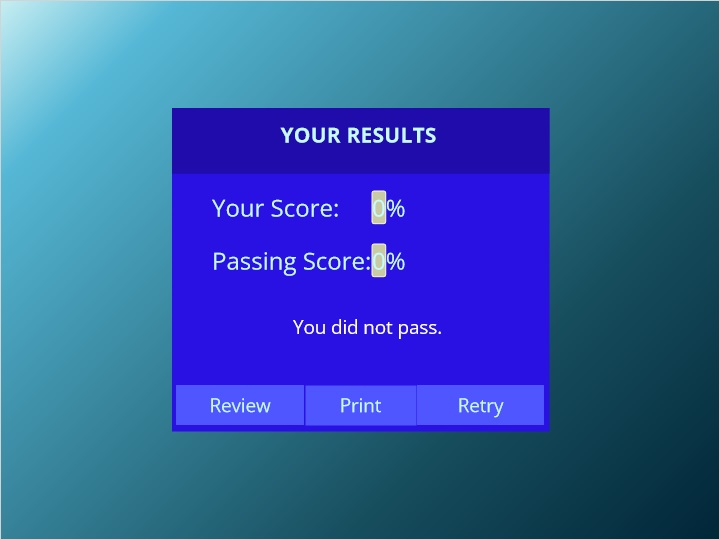 YOUR RESULTS
Your Score: 0%
Passing Score: 0%
You did not pass.
Review Print Retry